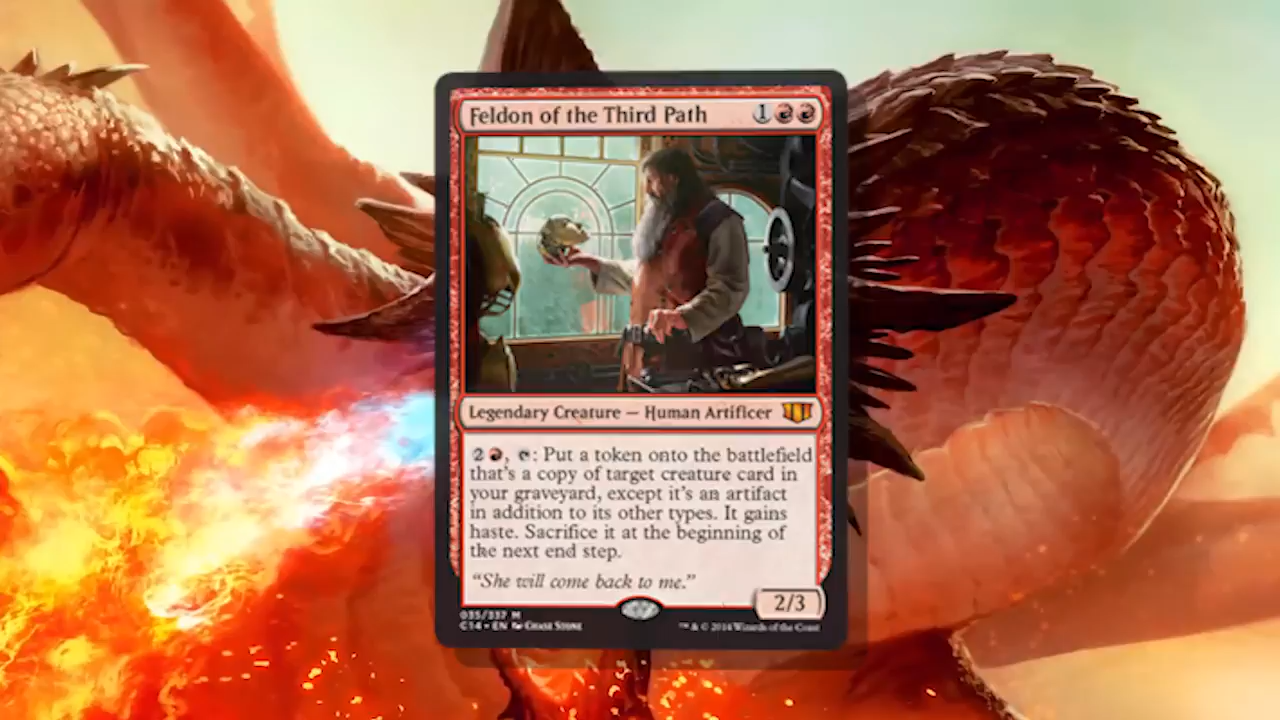 Feldon of the Third Path 1
Legendary Creature — Human Artificer
2, : Put a token onto the battlefield
that's a copy of target creature card in
your graveyard, except it's an artifact
in addition to its other types. It gains
haste. Sacrifice it at the beginning of
the next end step.
"She will come back to me."
2/3
035/337 M
C14 • EN Chase Stone
™ & © 2014 Wizards of the Coast